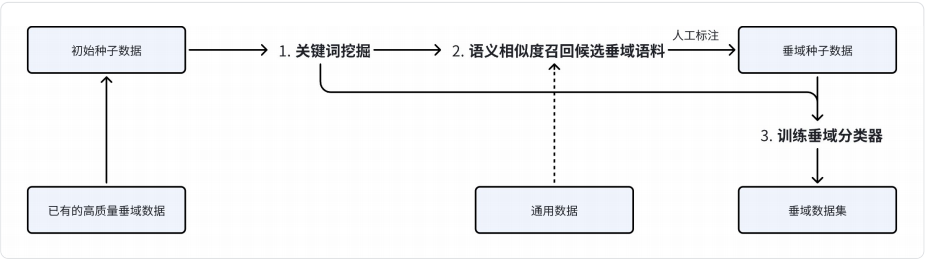 人工标注
初始种子数据
1. 关键词挖掘
2. 语义相似度召回候选垂域语料
垂域种子数据
3. 训练垂域分类器
已有的高质量垂域数据
通用数据
垂域数据集